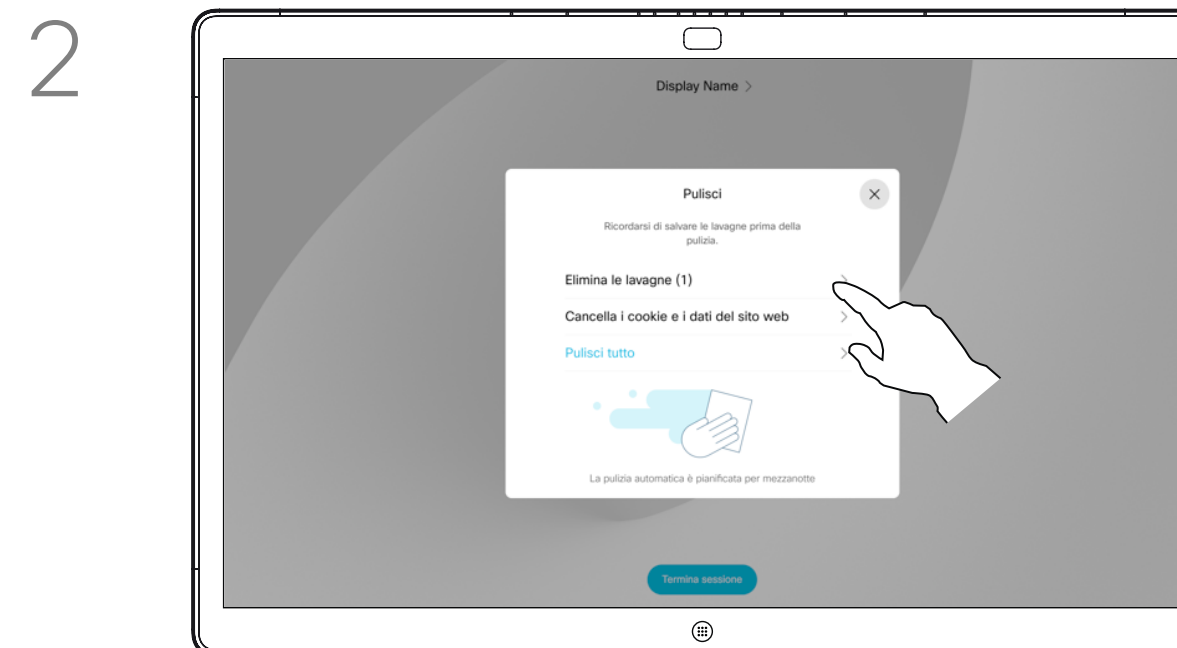 2
Display Name >
Pulisci
Ricordarsi di salvare le lavagne prima della
pulizia.
Elimina le lavagne (1)
Cancella i cookie e i dati del sito web
Pulisci tutto
La pulizia automatica è pianificata per mezzanotte
Termina sessione